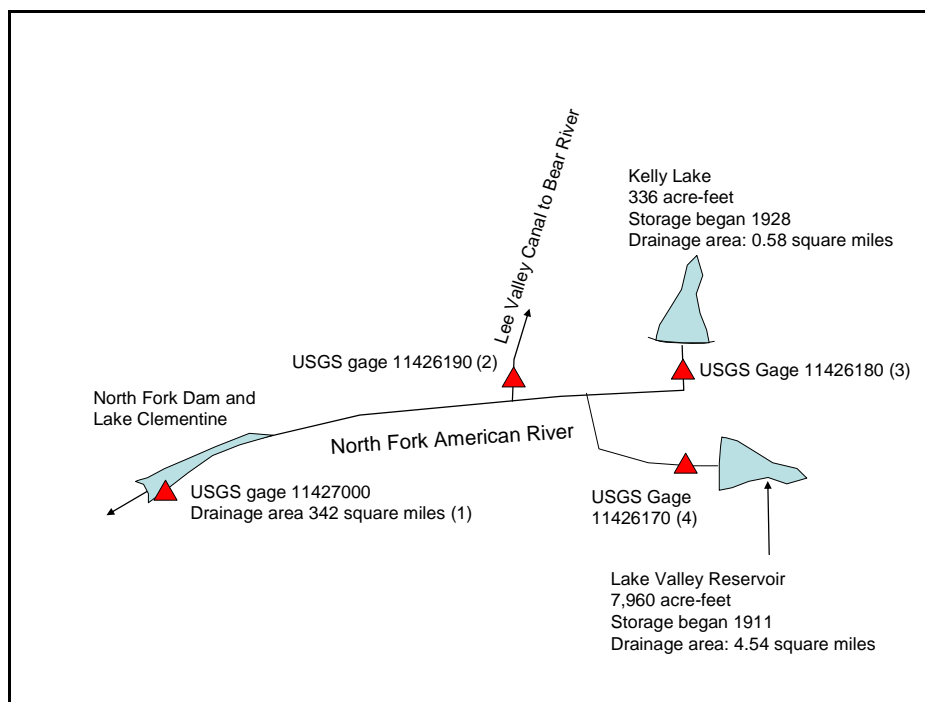 Kelly Lake
336 acre-feet
Storage began 1928
Drainage area: 0.58 square miles
Lee Valley Canal to Bear River
USGS gage 11426190 (2)
USGS Gage 11426180 (3)
North Fork Dam and
Lake Clementine
North Fork American River
USGS gage 11427000
Drainage area 342 square miles (1)
USGS Gage
11426170 (4)
Lake Valley Reservoir
7,960 acre-feet
Storage began 1911
Drainage area: 4.54 square miles